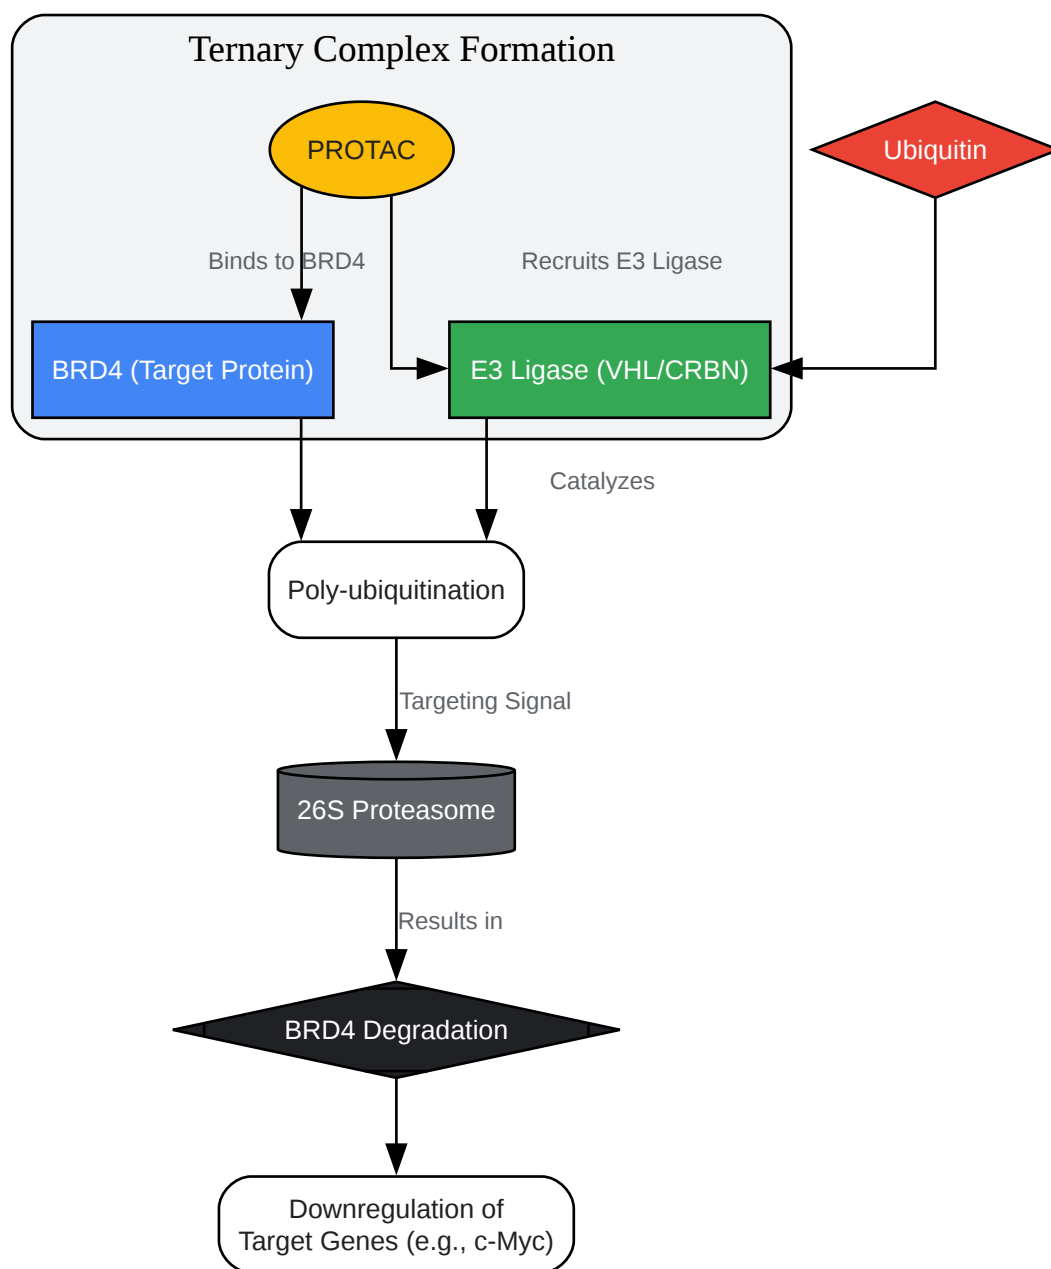 Ternary Complex Formation
PROTAC
Ubiquitin
Binds to BRD4
Recruits E3 Ligase
BRD4 (Target Protein)
E3 Ligase (VHL/CRBN)
Catalyzes
Poly-ubiquitination
Targeting Signal
26S Proteasome
Results in
BRD4 Degradation
Downregulation of
Target Genes (e.g., c-Myc)